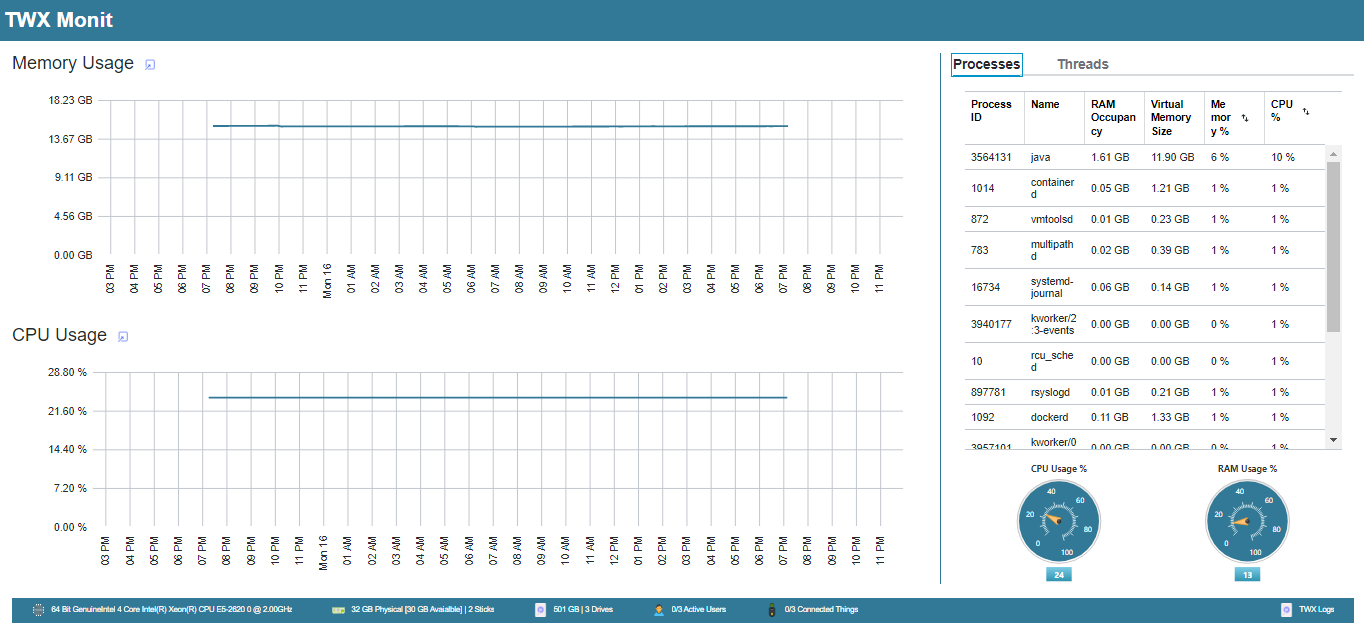 TWX Monit
Memory Usage
18.23 GB
13.67 GB
9.11 GB
4.56 GB
0.00 GB
03 PM 04 PM 05 PM 06 PM 07 PM 08 PM 09 PM 10 PM 11 PM Mon 16 01 AM 02 AM 03 AM 04 AM 05 AM 06 AM 07 AM 08 AM 09 AM 10 AM 11 AM 12 PM 01 PM 02 PM 03 PM 04 PM 05 PM 06 PM 07 PM 08 PM 09 PM 10 PM 11 PM
CPU Usage
28.80 %
21.60 %
14.40 %
7.20 %
0.00 %
03 PM 04 PM 05 PM 06 PM 07 PM 08 PM 09 PM 10 PM 11 PM Mon 16 01 AM 02 AM 03 AM 04 AM 05 AM 06 AM 07 AM 08 AM 09 AM 10 AM 11 AM 12 PM 01 PM 02 PM 03 PM 04 PM 05 PM 06 PM 07 PM 08 PM 09 PM 10 PM 11 PM
Processes Threads
Process Name RAM Virtual Me CPU
ID Occupan Memory mor %
cy Size y %
3564131 java 1.61 GB 11.90 GB 6 % 10 %
container
1014 0.05 GB 1.21 GB 1 % 1 %
d
872 vmtoolsd 0.01 GB 0.23 GB 1 % 1 %
multipath
783 0.02 GB 0.39 GB 1 % 1 %
d
systemd-
16734 0.06 GB 0.14 GB 1 % 1 %
journal
kworker/2
3940177 0.00 GB 0.00 GB 0 % 1 %
:3-events
rcu_sche
10 0.00 GB 0.00 GB 0 % 1 %
d
897781 rsyslogd 0.01 GB 0.21 GB 1 % 1 %
1092 dockerd 0.11 GB 1.33 GB 1 % 1 %
kworker/0
3957101 0.00 GB 0.00 GB 0 % 1 %
CPU Usage %
0 20 40 60 80 100
24
RAM Usage %
0 20 40 60 80 100
13
64 Bit GenuineIntel 4 Core Intel(R) Xeon(R) CPU E5-2620 0 @ 2.00GHz
32 GB Physical [30 GB Avaialble] | 2 Sticks
501 GB | 3 Drives
0/3 Active Users
0/3 Connected Things
TWX Logs